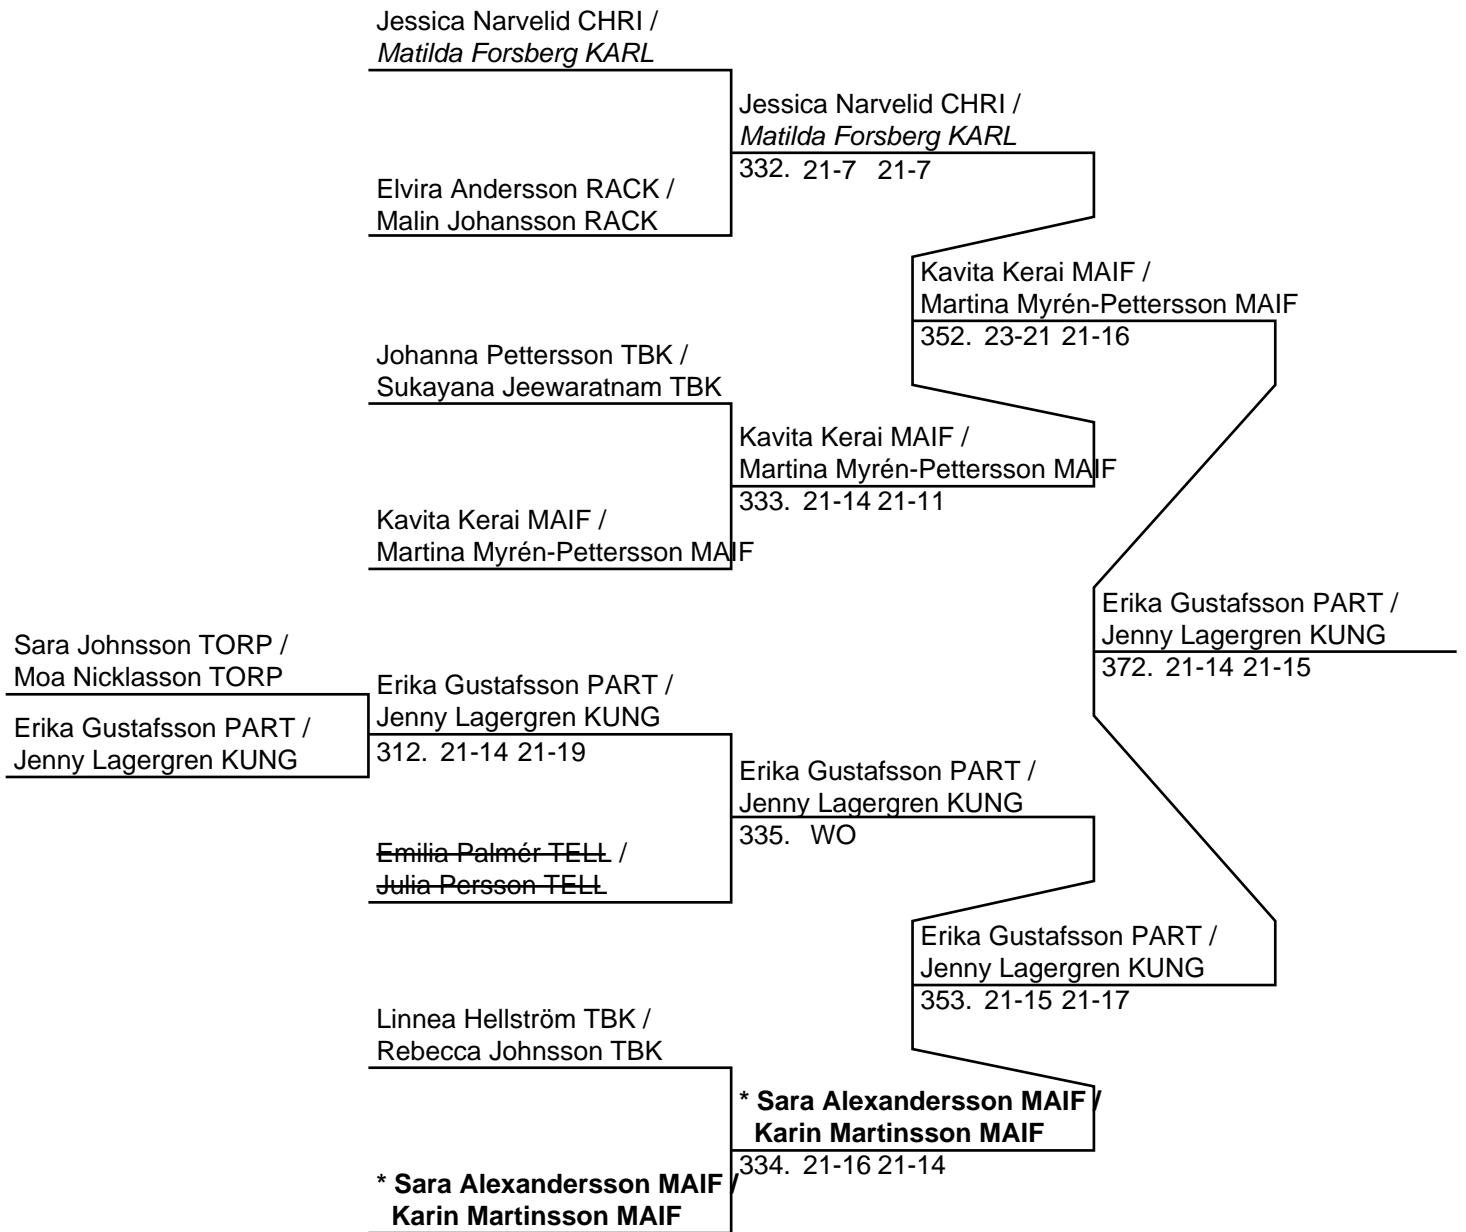 Jessica Narvelid CHRI /
Matilda Forsberg KARL
Jessica Narvelid CHRI /
Matilda Forsberg KARL
332. 21-7 21-7
Elvira Andersson RACK /
Malin Johansson RACK
Kavita Kerai MAIF /
Martina Myrén-Pettersson MAIF
352. 23-21 21-16
Johanna Pettersson TBK /
Sukayana Jeewaratnam TBK
Kavita Kerai MAIF /
Martina Myrén-Pettersson MAIF
333. 21-14 21-11
Kavita Kerai MAIF /
Martina Myrén-Pettersson MAIF
Erika Gustafsson PART /
Jenny Lagergren KUNG
372. 21-14 21-15
Sara Johnsson TORP /
Moa Nicklasson TORP
Erika Gustafsson PART /
Jenny Lagergren KUNG
312. 21-14 21-19
Erika Gustafsson PART /
Jenny Lagergren KUNG
Erika Gustafsson PART /
Jenny Lagergren KUNG
335. WO
Emilia Palmér TELL /
Julia Persson TELL
Erika Gustafsson PART /
Jenny Lagergren KUNG
353. 21-15 21-17
Linnea Hellström TBK /
Rebecca Johnsson TBK
* Sara Alexandersson MAIF /
Karin Martinsson MAIF
334. 21-16 21-14
* Sara Alexandersson MAIF /
Karin Martinsson MAIF